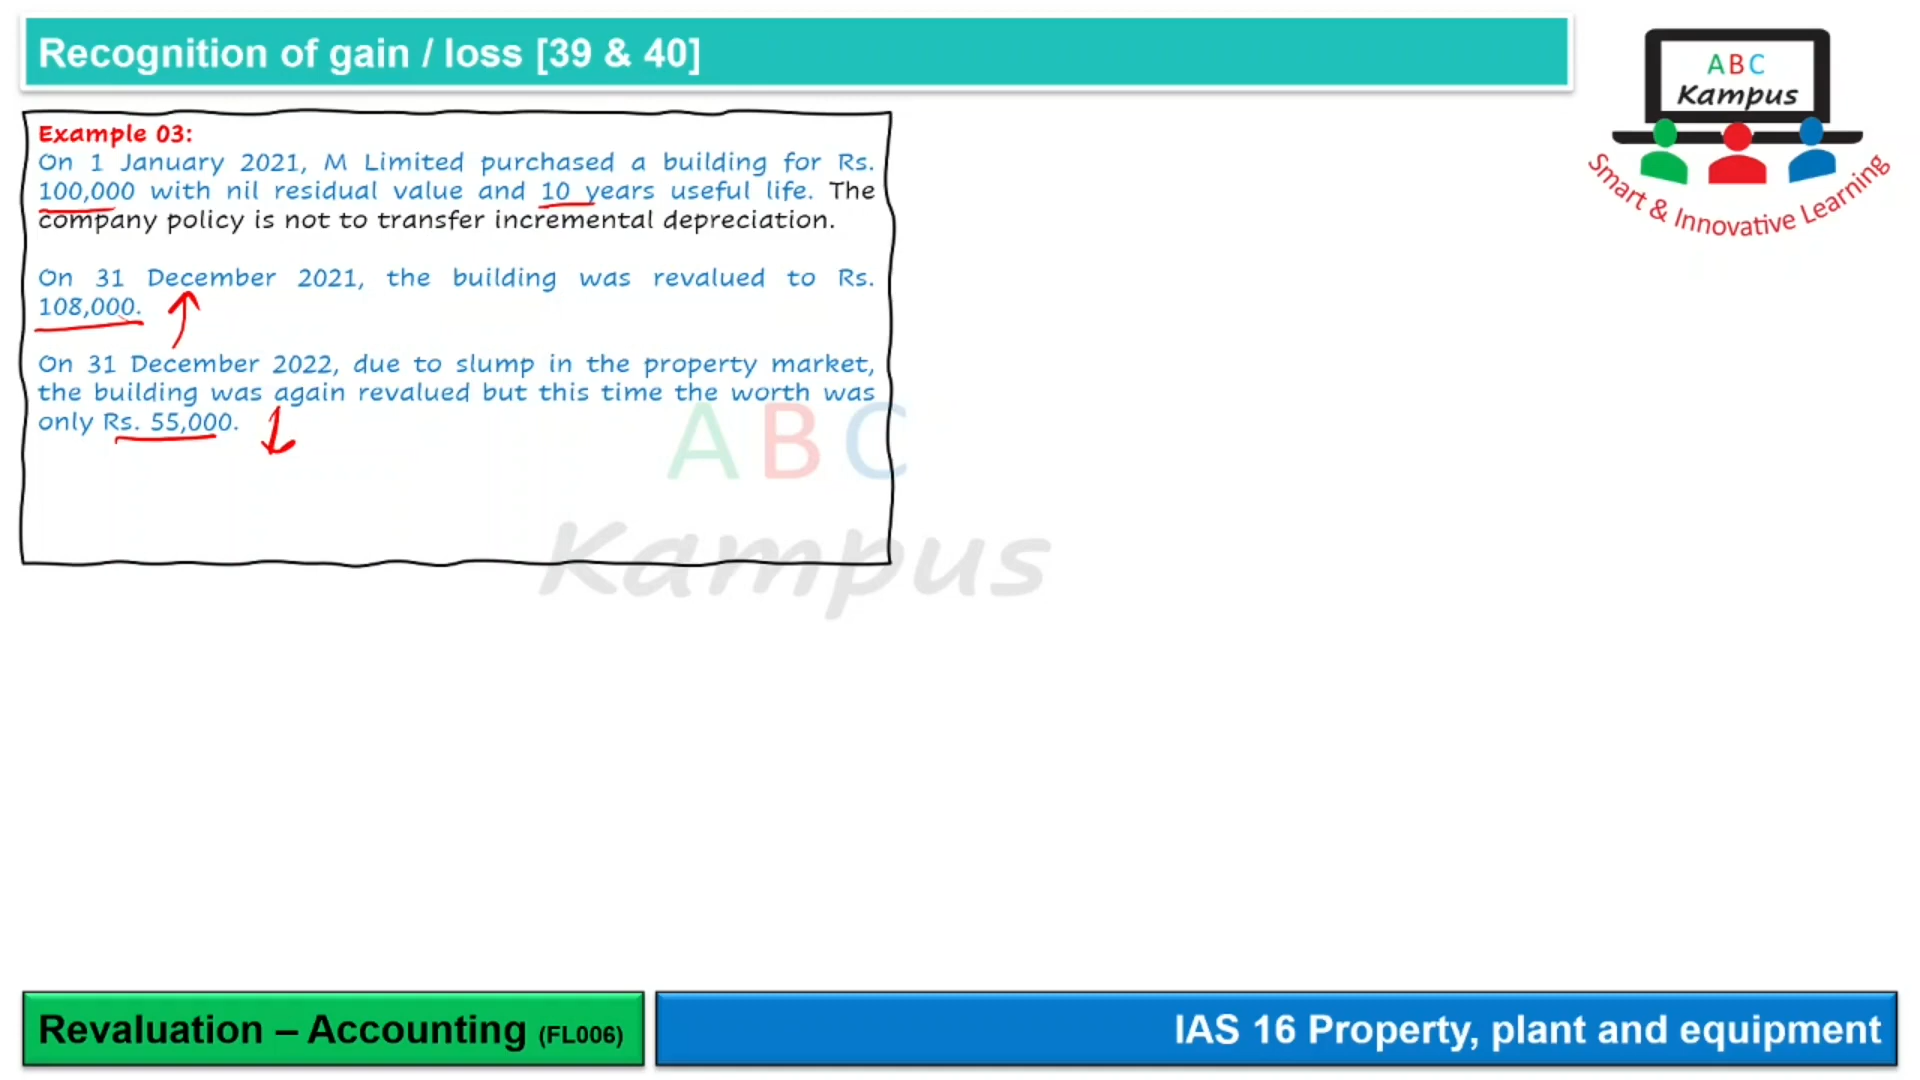 Recognition of gain / loss [39 & 40]
ABC
Kampus
Smart & Innovative Learning
Example 03:
On 1 January 2021, M Limited purchased a building for Rs.
100,000 with nil residual value and 10 years useful life. The
company policy is not to transfer incremental depreciation.
On 31 December 2021, the building was revalued to Rs.
108,000.
On 31 December 2022, due to slump in the property market,
the building was again revalued but this time the worth was
only Rs. 55,000.
ABC
Kampus
Revaluation – Accounting (FL006)
IAS 16 Property, plant and equipment